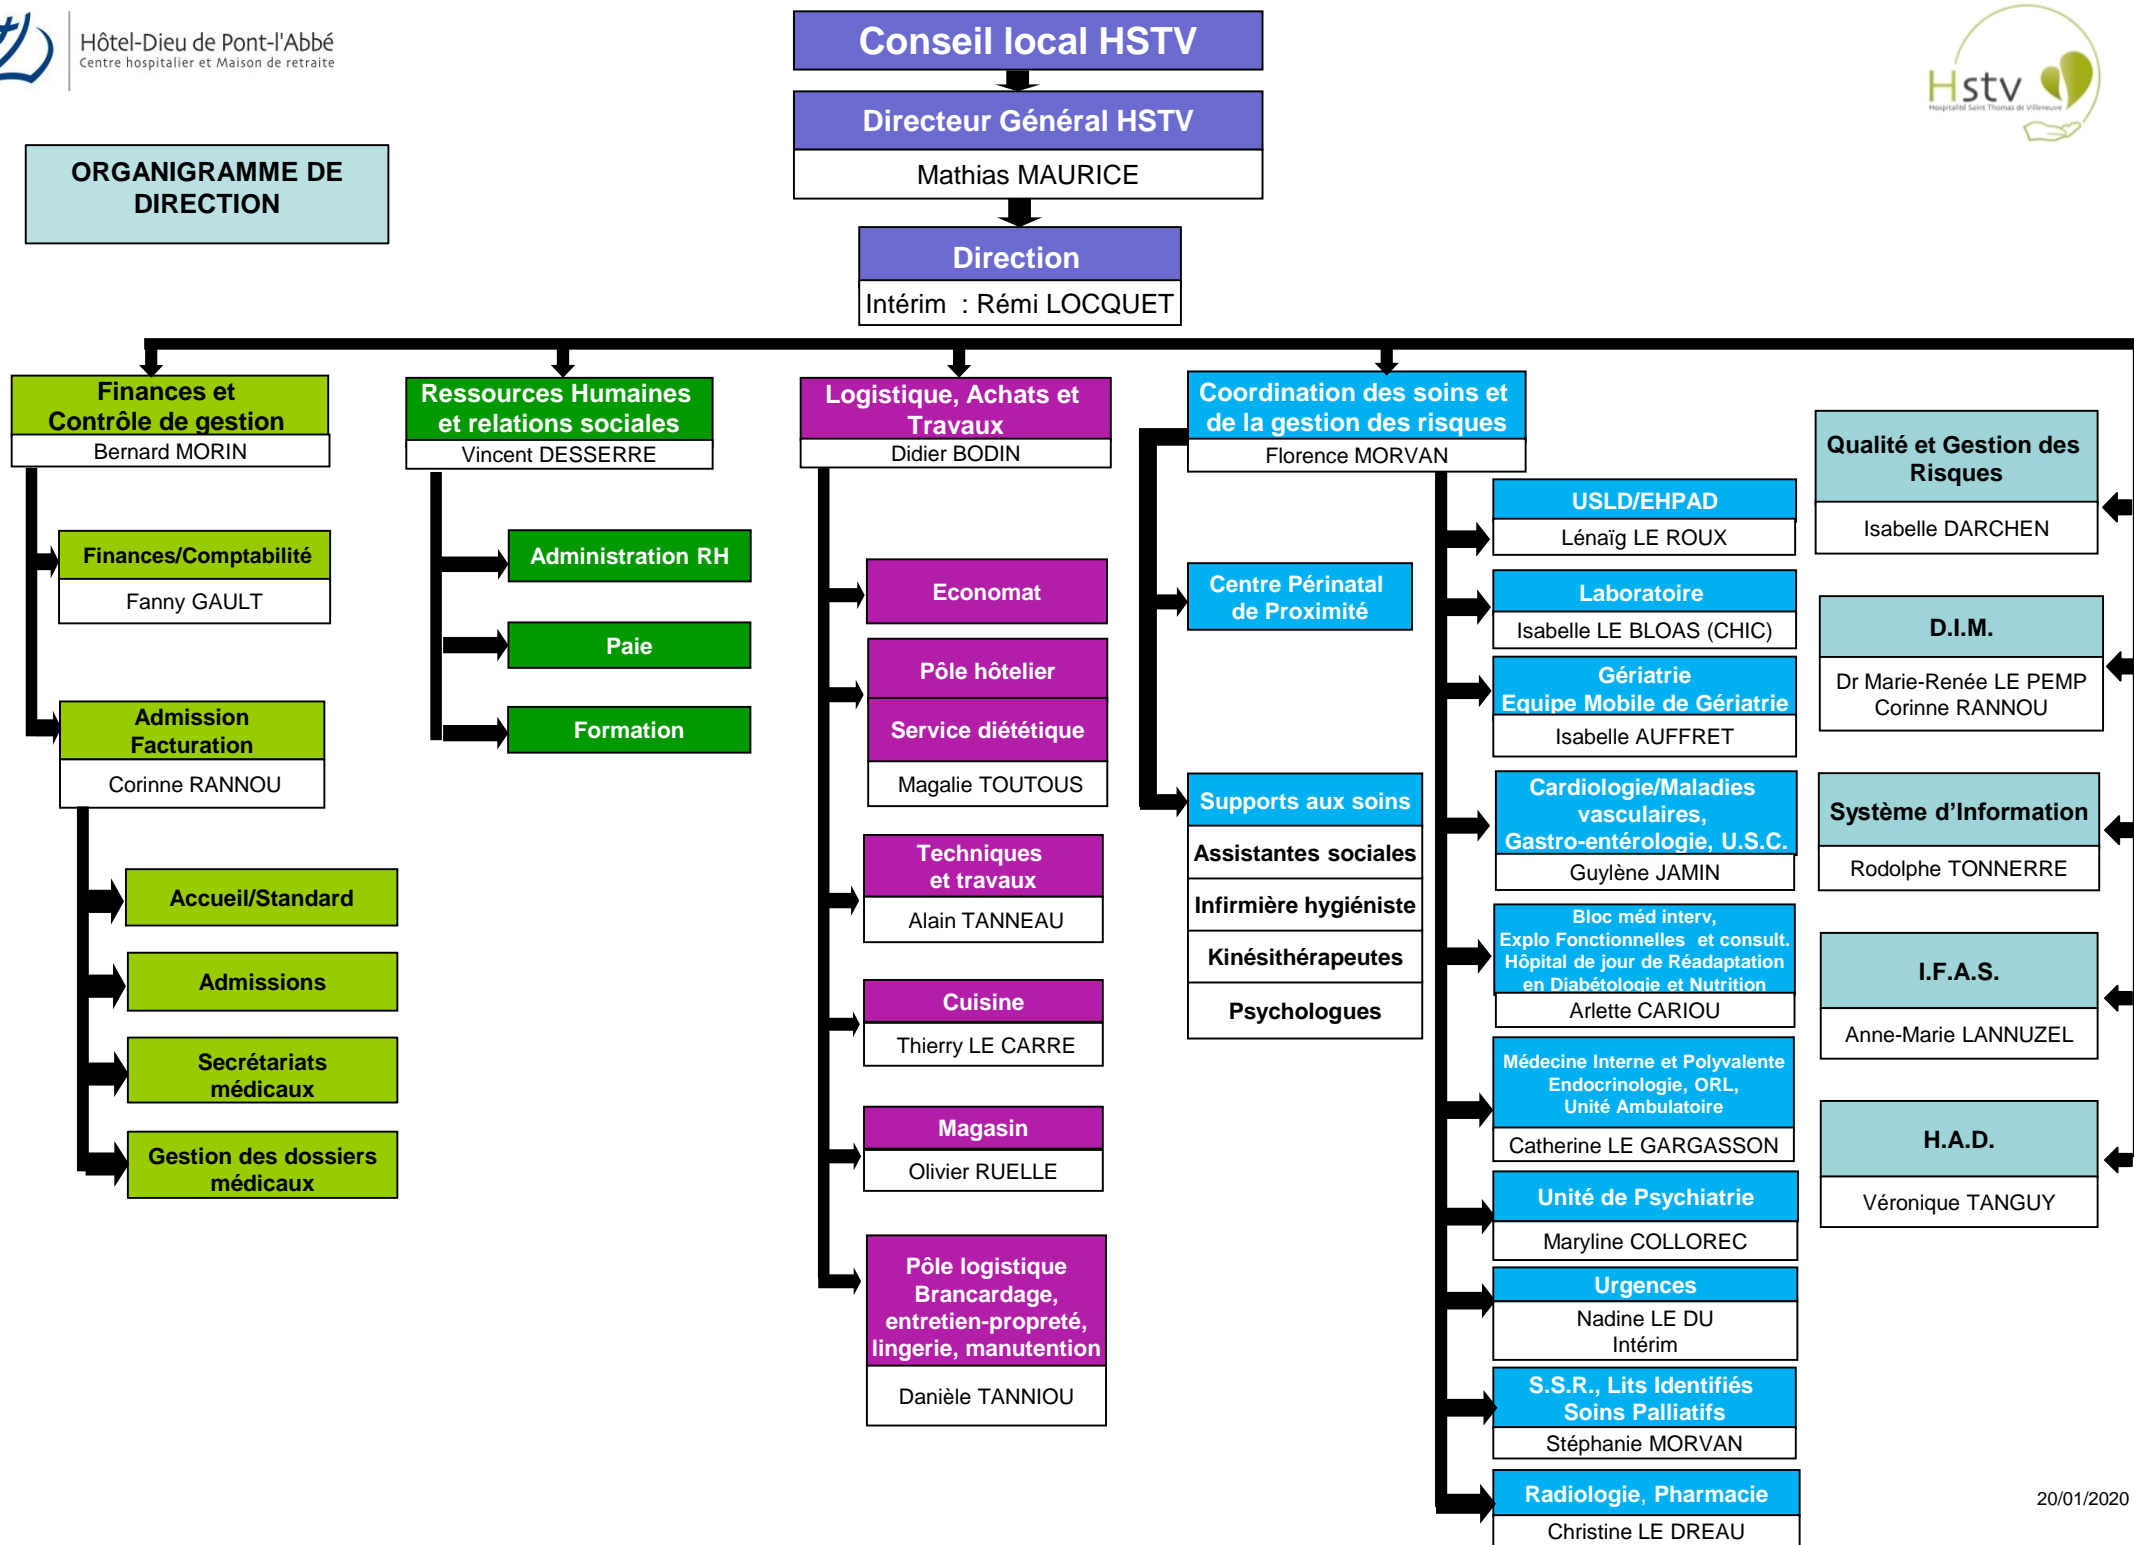 Hôtel-Dieu de Pont-l'Abbé
Centre hospitalier et Maison de retraite
Conseil local HSTV
Directeur Général HSTV
Mathias MAURICE
Hstv
Hospitalité Saint Thomas de Villeneuve
ORGANIGRAMME DE
DIRECTION
Direction
Intérim : Rémi LOCQUET
Finances et
Contrôle de gestion
Bernard MORIN
Finances/Comptabilité
Fanny GAULT
Admission
Facturation
Corinne RANNOU
Accueil/Standard
Admissions
Secrétariats
médicaux
Gestion des dossiers
médicaux
Ressources Humaines
et relations sociales
Vincent DESSERRE
Administration RH
Paie
Formation
Logistique, Achats et
Travaux
Didier BODIN
Economat
Pôle hôtelier
Service diététique
Magalie TOUTOUS
Techniques
et travaux
Alain TANNEAU
Cuisine
Thierry LE CARRE
Magasin
Olivier RUELLE
Pôle logistique
Brancardage,
entretien-propreté,
lingerie, manutention
Danièle TANNIOU
Coordination des soins et
de la gestion des risques
Florence MORVAN
Centre Périnatal
de Proximité
Supports aux soins
Assistantes sociales
Infirmière hygiéniste
Kinésithérapeutes
Psychologues
USLD/EHPAD
Lénaïg LE ROUX
Laboratoire
Isabelle LE BLOAS (CHIC)
Gériatrie
Equipe Mobile de Gériatrie
Isabelle AUFFRET
Cardiologie/Maladies
vasculaires,
Gastro-entérologie, U.S.C.
Guylène JAMIN
Bloc méd interv,
Explo Fonctionnelles et consult.
Hôpital de jour de Réadaptation
en Diabétologie et Nutrition
Arlette CARIOU
Médecine Interne et Polyvalente
Endocrinologie, ORL,
Unité Ambulatoire
Catherine LE GARGASSON
Unité de Psychiatrie
Maryline COLLOREC
Urgences
Nadine LE DU
Intérim
S.S.R., Lits Identifiés
Soins Palliatifs
Stéphanie MORVAN
Radiologie, Pharmacie
Christine LE DREAU
Qualité et Gestion des
Risques
Isabelle DARCHEN
D.I.M.
Dr Marie-Renée LE PEMP
Corinne RANNOU
Système d’Information
Rodolphe TONNERRE
I.F.A.S.
Anne-Marie LANNUZEL
H.A.D.
Véronique TANGUY
20/01/2020